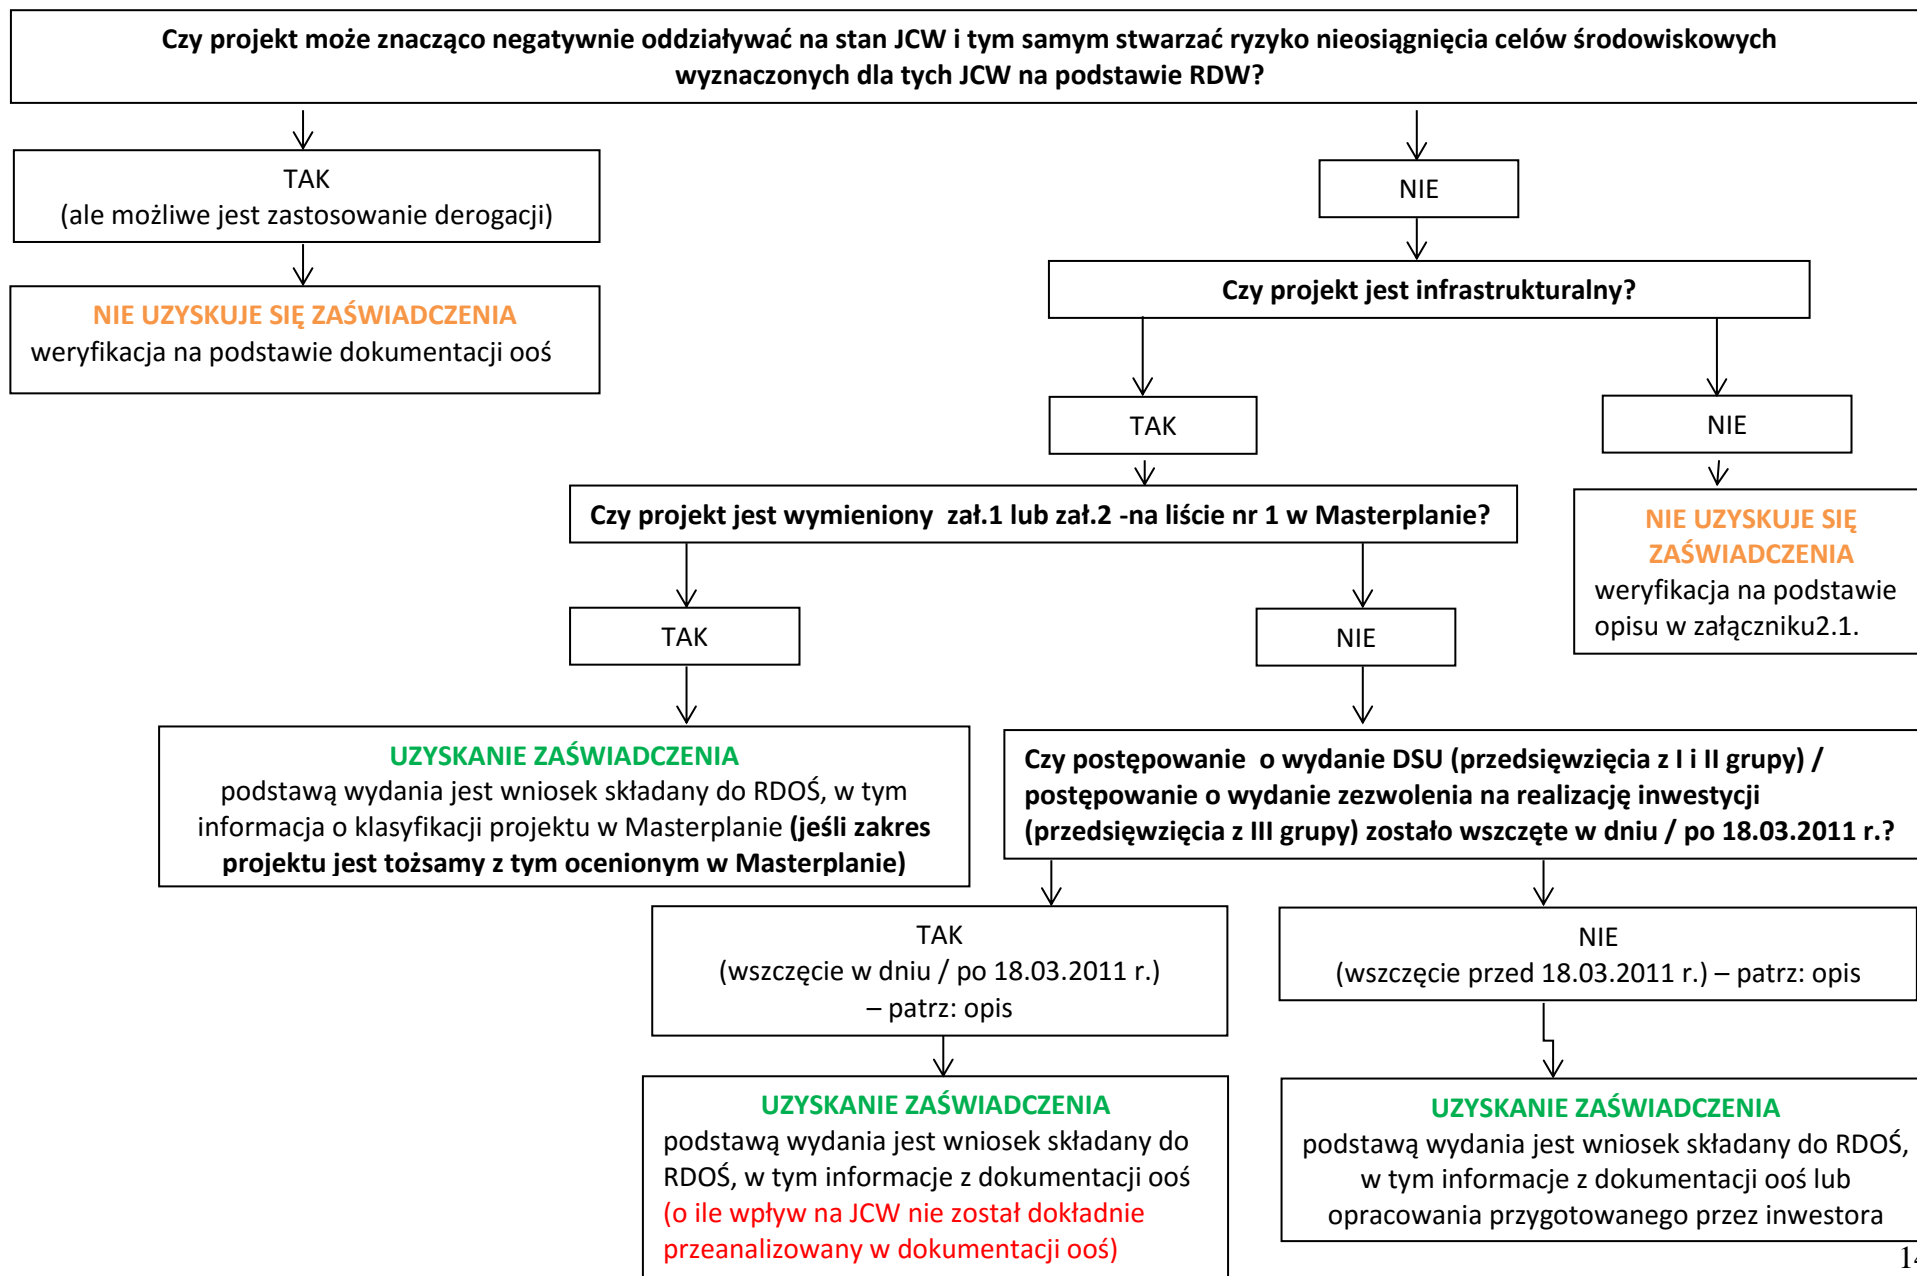 Czy projekt może znacząco negatywnie oddziaływać na stan JCW i tym samym stwarzać ryzyko nieosiągnięcia celów środowiskowych
wyznaczonych dla tych JCW na podstawie RDW?
TAK
(ale możliwe jest zastosowanie derogacji)
NIE
NIE UZYSKUJE SIĘ ZAŚWIADCZENIA
weryfikacja na podstawie dokumentacji ooś
Czy projekt jest infrastrukturalny?
TAK
NIE
Czy projekt jest wymieniony zał.1 lub zał.2 -na liście nr 1 w Masterplanie?
NIE UZYSKUJE SIĘ
ZAŚWIADCZENIA
weryfikacja na podstawie
opisu w załączniku2.1.
TAK
NIE
UZYSKANIE ZAŚWIADCZENIA
podstawą wydania jest wniosek składany do RDOŚ, w tym
informacja o klasyfikacji projektu w Masterplanie (jeśli zakres
projektu jest tożsamy z tym ocenionym w Masterplanie)
Czy postępowanie o wydanie DSU (przedsięwzięcia z I i II grupy) /
postępowanie o wydanie zezwolenia na realizację inwestycji
(przedsięwzięcia z III grupy) zostało wszczęte w dniu / po 18.03.2011 r.?
TAK
(wszczęcie w dniu / po 18.03.2011 r.)
– patrz: opis
NIE
(wszczęcie przed 18.03.2011 r.) – patrz: opis
UZYSKANIE ZAŚWIADCZENIA
podstawą wydania jest wniosek składany do
RDOŚ, w tym informacje z dokumentacji ooś
(o ile wpływ na JCW nie został dokładnie
przeanalizowany w dokumentacji ooś)
UZYSKANIE ZAŚWIADCZENIA
podstawą wydania jest wniosek składany do RDOŚ,
w tym informacje z dokumentacji ooś lub
opracowania przygotowanego przez inwestora
14